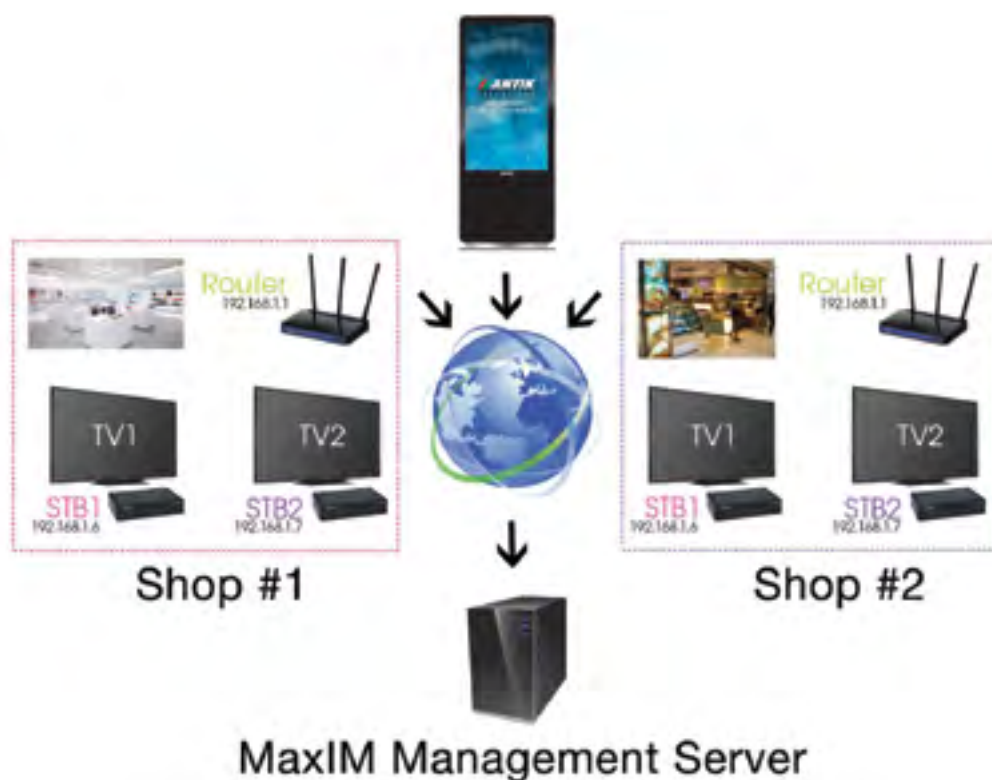 ANTIK
Router
192.168.1.1
TV1
TV2
STB1
192.168.1.6
STB2
192.168.1.7
Shop #1
Router
192.168.1.1
TV1
TV2
STB1
192.168.1.6
STB2
192.168.1.7
Shop #2
MaxIM Management Server